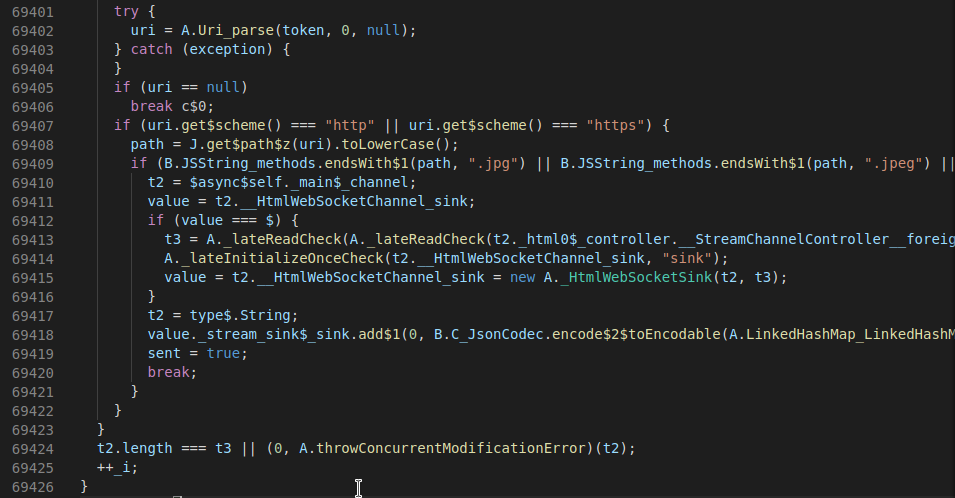 69401 try {
69402 uri = A.Uri_parse(token, 0, null);
69403 } catch (exception) {
69404 }
69405 if (uri == null)
69406 break c$0;
69407 if (uri.get$scheme() === "http" || uri.get$scheme() === "https") {
69408 path = J.get$path$z(uri).toLowerCase();
69409 if (B.JSString_methods.endsWith$1(path, ".jpg") || B.JSString_methods.endsWith$1(path, ".jpeg") ||
69410 t2 = $async$self._main$_channel;
69411 value = t2.__HtmlWebSocketChannel_sink;
69412 if (value === $) {
69413 t3 = A._lateReadCheck(A._lateReadCheck(t2._html0$_controller.__StreamChannelController__foreig
69414 A._lateInitializeOnceCheck(t2.__HtmlWebSocketChannel_sink, "sink");
69415 value = t2.__HtmlWebSocketChannel_sink = new A._HtmlWebSocketSink(t2, t3);
69416 }
69417 t2 = type$.String;
69418 value._stream_sink$_sink.add$1(0, B.C_JsonCodec.encode$2$toEncodable(A.LinkedHashMap_LinkedHashM
69419 sent = true;
69420 break;
69421 }
69422 }
69423 }
69424 t2.length === t3 || (0, A.throwConcurrentModificationError)(t2);
69425 ++_i;
69426 }